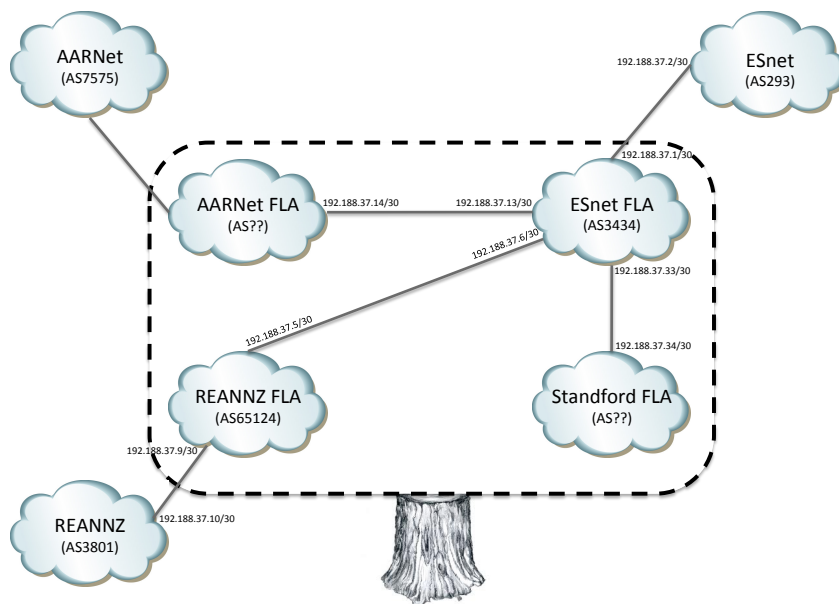 AARNet
(AS7575)
192.188.37.2/30
ESnet
(AS293)
192.188.37.1/30
AARNet FLA
(AS??)
192.188.37.14/30
192.188.37.13/30
ESnet FLA
(AS3434)
192.188.37.6/30
192.188.37.33/30
192.188.37.5/30
192.188.37.34/30
REANNZ FLA
(AS65124)
Standford FLA
(AS??)
192.188.37.9/30
REANNZ
(AS3801)
192.188.37.10/30